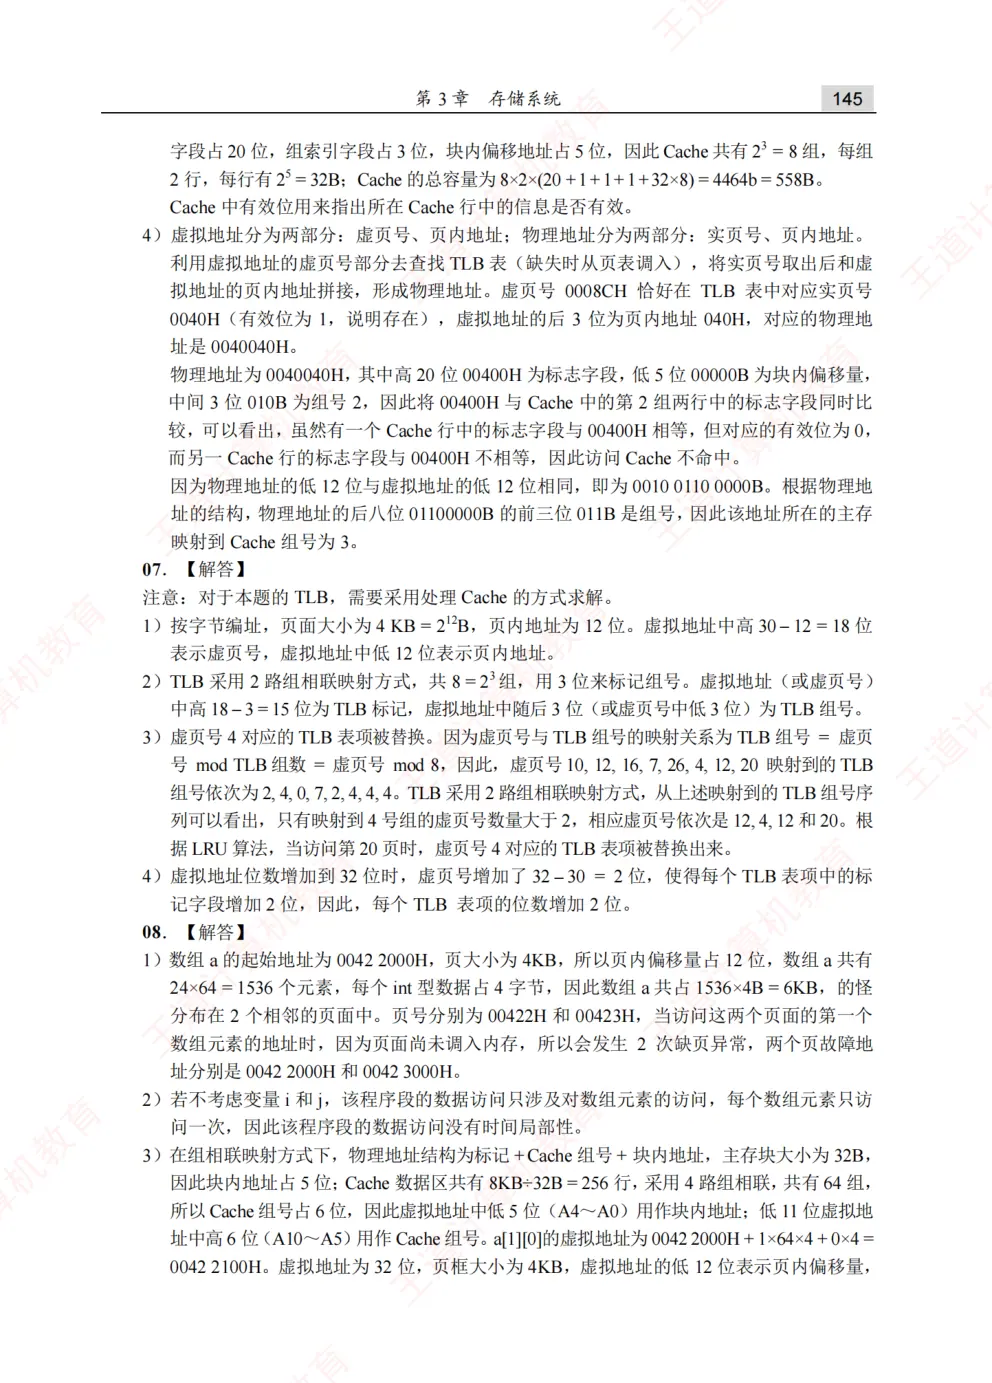 第 3 章 存储系统 145
字段占 20 位，组索引字段占 3 位，块内偏移地址占 5 位，因此 Cache 共有 2³ = 8 组，每组
2 行，每行有 2⁵ = 32B；Cache 的总容量为 8×2×(20 + 1 + 1 + 1 + 32×8) = 4464b = 558B。
Cache 中有效位用来指出所在 Cache 行中的信息是否有效。
4）虚拟地址分为两部分：虚页号、页内地址；物理地址分为两部分：实页号、页内地址。
利用虚拟地址的虚页号部分去查找 TLB 表（缺失时从页表调入），将实页号取出后和虚
拟地址的页内地址拼接，形成物理地址。虚页号 0008CH 恰好在 TLB 表中对应实页号
0040H（有效位为 1，说明存在），虚拟地址的后 3 位为页内地址 040H，对应的物理地
址是 0040040H。
物理地址为 0040040H，其中高 20 位 00400H 为标志字段，低 5 位 00000B 为块内偏移量，
中间 3 位 010B 为组号 2，因此将 00400H 与 Cache 中的第 2 组两行中的标志字段同时比
较，可以看出，虽然有一个 Cache 行中的标志字段与 00400H 相等，但对应的有效位为 0，
而另一 Cache 行的标志字段与 00400H 不相等，因此访问 Cache 不命中。
因为物理地址的低 12 位与虚拟地址的低 12 位相同，即为 0010 0110 0000B。根据物理地
址的结构，物理地址的后八位 01100000B 的前三位 011B 是组号，因此该地址所在的主存
映射到 Cache 组号为 3。
07．【解答】
注意：对于本题的 TLB，需要采用处理 Cache 的方式求解。
1）按字节编址，页面大小为 4 KB = 2¹²B，页内地址为 12 位。虚拟地址中高 30 – 12 = 18 位
表示虚页号，虚拟地址中低 12 位表示页内地址。
2）TLB 采用 2 路组相联映射方式，共 8 = 2³ 组，用 3 位来标记组号。虚拟地址（或虚页号）
中高 18 – 3 = 15 位为 TLB 标记，虚拟地址中随后 3 位（或虚页号中低 3 位）为 TLB 组号。
3）虚页号 4 对应的 TLB 表项被替换。因为虚页号与 TLB 组号的映射关系为 TLB 组号 = 虚页
号 mod TLB 组数 = 虚页号 mod 8，因此，虚页号 10, 12, 16, 7, 26, 4, 12, 20 映射到的 TLB
组号依次为 2, 4, 0, 7, 2, 4, 4, 4。TLB 采用 2 路组相联映射方式，从上述映射到的 TLB 组号序
列可以看出，只有映射到 4 号组的虚页号数量大于 2，相应虚页号依次是 12, 4, 12 和 20。根
据 LRU 算法，当访问第 20 页时，虚页号 4 对应的 TLB 表项被替换出来。
4）虚拟地址位数增加到 32 位时，虚页号增加了 32 – 30 = 2 位，使得每个 TLB 表项中的标
记字段增加 2 位，因此，每个 TLB 表项的位数增加 2 位。
08．【解答】
1）数组 a 的起始地址为 0042 2000H，页大小为 4KB，所以页内偏移量占 12 位，数组 a 共有
24×64 = 1536 个元素，每个 int 型数据占 4 字节，因此数组 a 共占 1536×4B = 6KB，的怪
分布在 2 个相邻的页面中。页号分别为 00422H 和 00423H，当访问这两个页面的第一个
数组元素的地址时，因为页面尚未调入内存，所以会发生 2 次缺页异常，两个页故障地
址分别是 0042 2000H 和 0042 3000H。
2）若不考虑变量 i 和 j，该程序段的数据访问只涉及对数组元素的访问，每个数组元素只访
问一次，因此该程序段的数据访问没有时间局部性。
3）在组相联映射方式下，物理地址结构为标记 + Cache 组号 + 块内地址，主存块大小为 32B，
因此块内地址占 5 位；Cache 数据区共有 8KB÷32B = 256 行，采用 4 路组相联，共有 64 组，
所以 Cache 组号占 6 位，因此虚拟地址中低 5 位（A4～A0）用作块内地址；低 11 位虚拟地
址中高 6 位（A10～A5）用作 Cache 组号。a[1][0]的虚拟地址为 0042 2000H + 1×64×4 + 0×4 =
0042 2100H。虚拟地址为 32 位，页框大小为 4KB，虚拟地址的低 12 位表示页内偏移量，